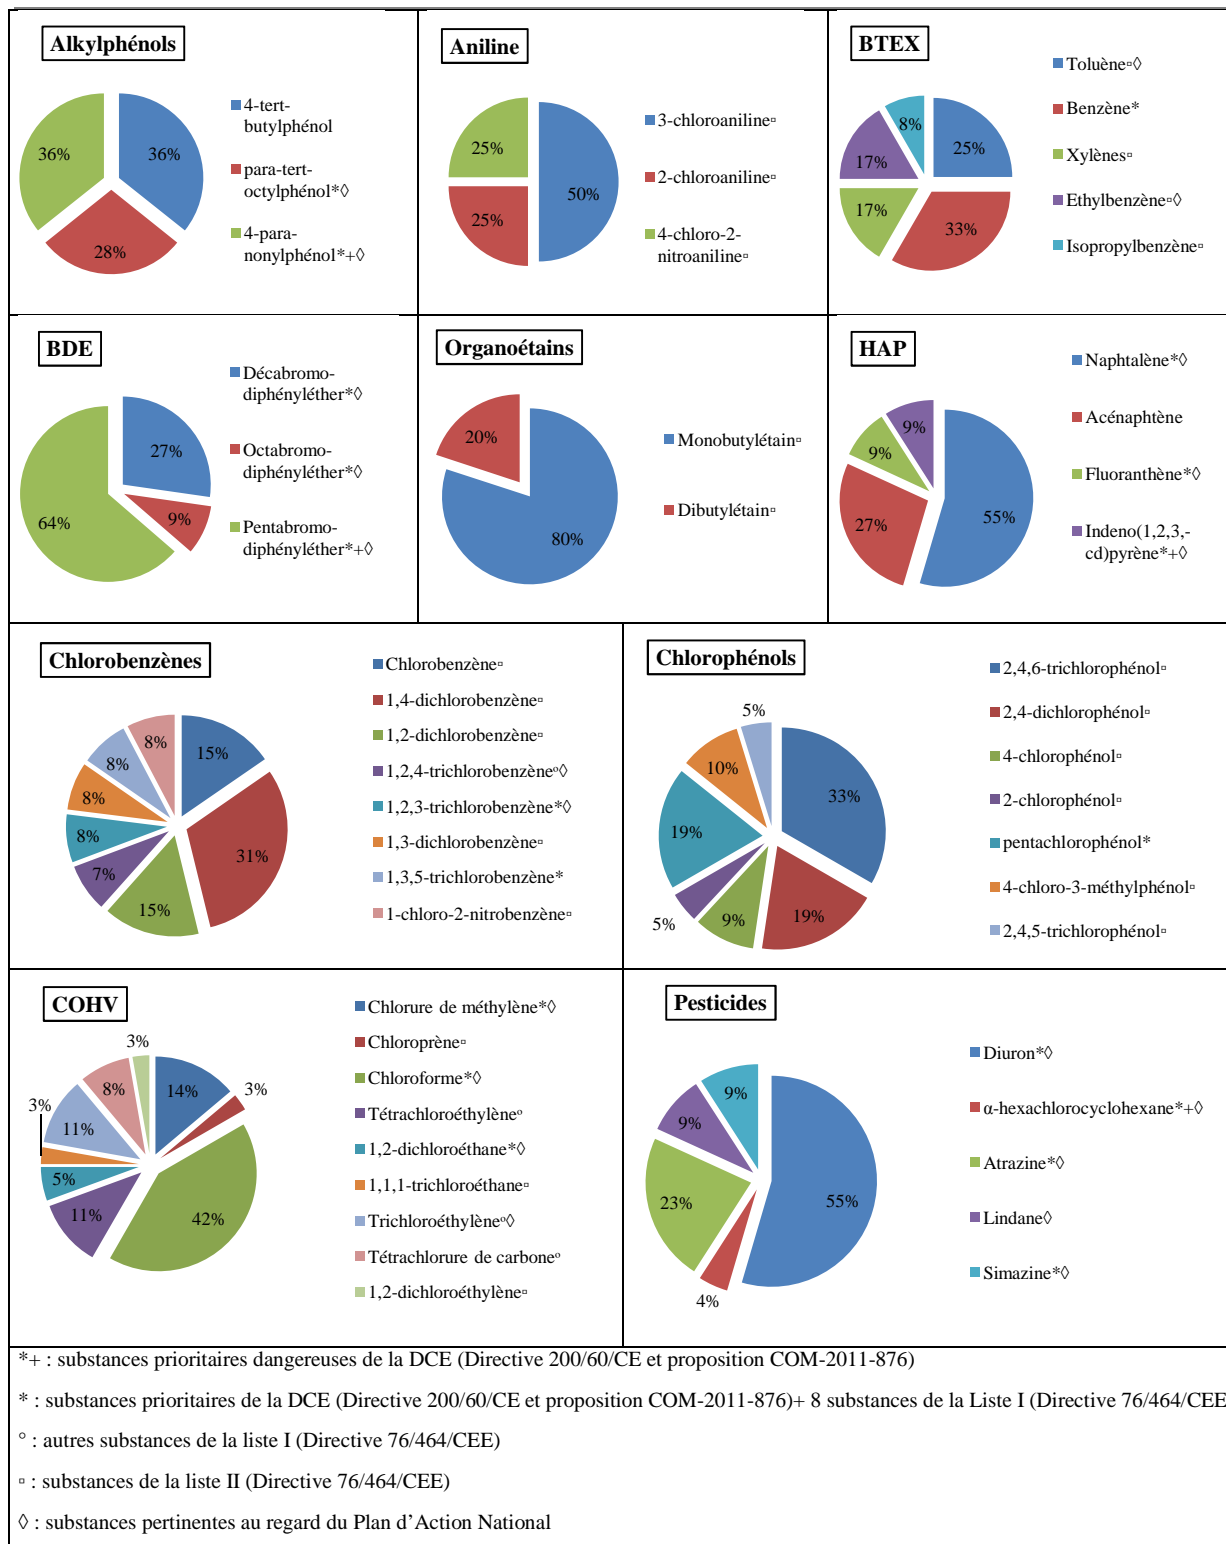 Alkylphénols
4-tert-
butylphénol
para-tert-
octylphénol*◊
4-para-
nonylphénol*+◊
36%
36%
28%
Aniline
3-chloroaniline▫
2-chloroaniline▫
4-chloro-2-
nitroaniline▫
25%
50%
25%
BTEX
Toluène▫◊
Benzène*
Xylènes▫
Ethylbenzène▫◊
Isopropylbenzène▫
8%
25%
17%
17%
33%
BDE
Décabromo-
diphényléther*◊
Octabromo-
diphényléther*◊
Pentabromo-
diphényléther*+◊
27%
64%
9%
Organoétains
Monobutylétain▫
Dibutylétain▫
20%
80%
HAP
Naphtalène*◊
Acénaphtène
Fluoranthène*◊
Indeno(1,2,3,-
cd)pyrène*+◊
9%
9%
55%
27%
Chlorobenzènes
Chlorobenzène▫
1,4-dichlorobenzène▫
1,2-dichlorobenzène▫
1,2,4-trichlorobenzène°◊
1,2,3-trichlorobenzène*◊
1,3-dichlorobenzène▫
1,3,5-trichlorobenzène*
1-chloro-2-nitrobenzène▫
8%
15%
8%
8%
8%
31%
7%
15%
Chlorophénols
2,4,6-trichlorophénol▫
2,4-dichlorophénol▫
4-chlorophénol▫
2-chlorophénol▫
pentachlorophénol*
4-chloro-3-méthylphénol▫
2,4,5-trichlorophénol▫
5%
10%
33%
19%
5%
9%
19%
COHV
Chlorure de méthylène*◊
Chloroprène▫
Chloroforme*◊
Tétrachloroéthylène°
1,2-dichloroéthane*◊
1,1,1-trichloroéthane▫
Trichloroéthylène°◊
Tétrachlorure de carbone°
1,2-dichloroéthylène▫
3%
8%
14%
3%
3%
11%
5%
11%
42%
Pesticides
Diuron*◊
α-hexachlorocyclohexane*+◊
Atrazine*◊
Lindane◊
Simazine*◊
9%
9%
23%
55%
4%
*+ : substances prioritaires dangereuses de la DCE (Directive 200/60/CE et proposition COM-2011-876)
* : substances prioritaires de la DCE (Directive 200/60/CE et proposition COM-2011-876)+ 8 substances de la Liste I (Directive 76/464/CEE
° : autres substances de la liste I (Directive 76/464/CEE)
▫ : substances de la liste II (Directive 76/464/CEE)
◊ : substances pertinentes au regard du Plan d’Action National